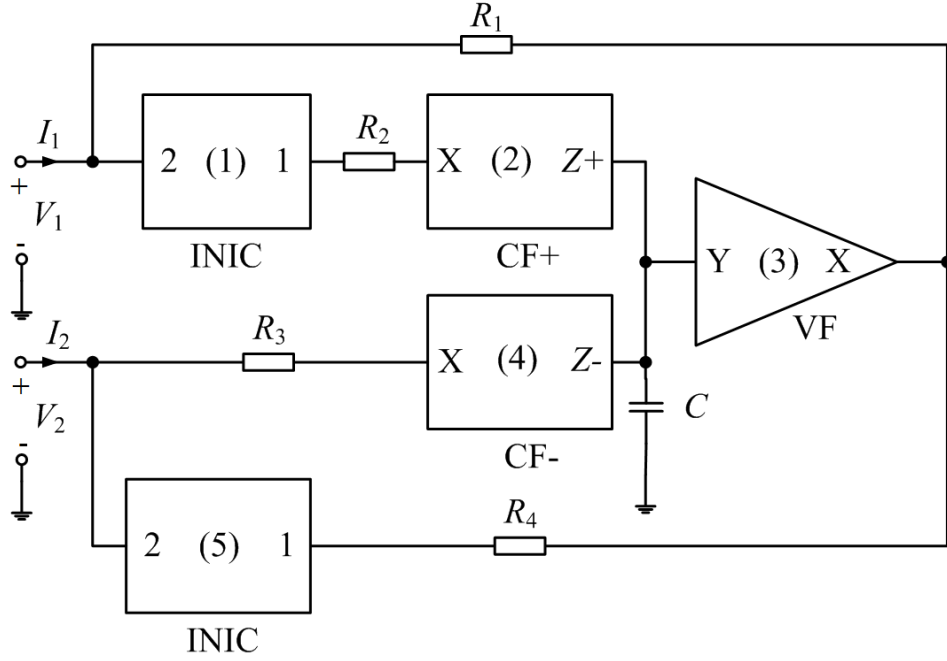 R1
I1
2 (1) 1
R2
X (2) Z+
+
V1
-
INIC
CF+
Y (3) X
VF
I2
R3
X (4) Z-
+
V2
-
C
CF-
2 (5) 1
R4
INIC